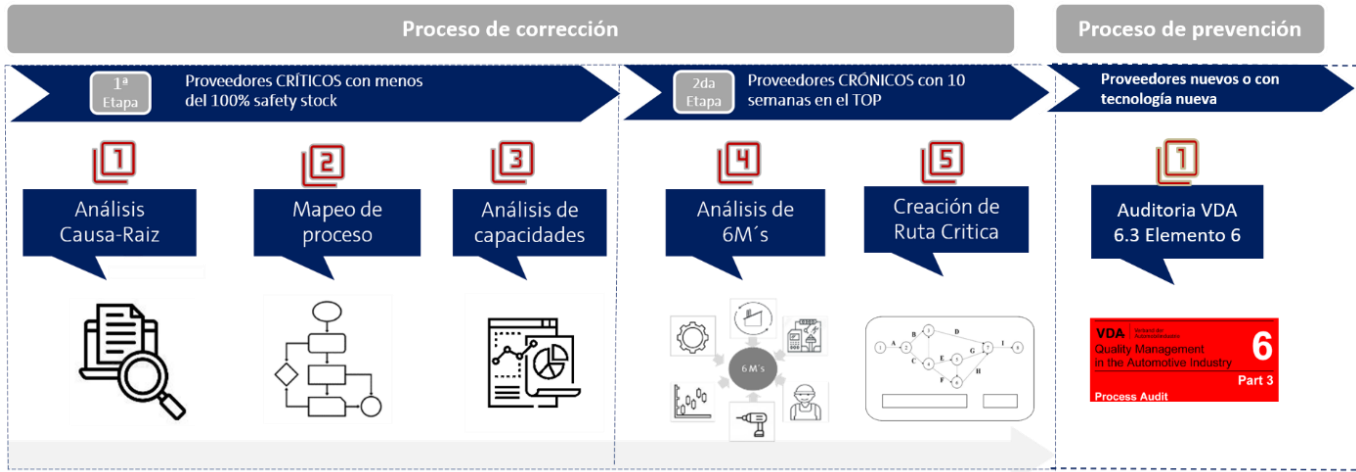 Proceso de corrección
Proceso de prevención
1ª
Etapa
Proveedores CRÍTICOS con menos
del 100% safety stock
2da
Etapa
Proveedores CRÓNICOS con 10
semanas en el TOP
Proveedores nuevos o con
tecnología nueva
1
2
3
4
5
1
Análisis
Causa-Raiz
Mapeo de
proceso
Análisis de
capacidades
Análisis de
6M´s
Creación de
Ruta Critica
Auditoria VDA
6.3 Elemento 6
6 M´s
A
B
C
D
E
F
G
H
I
1
2
VDA
Quality Management
in the Automotive Industry
6
Part 3
Process Audit